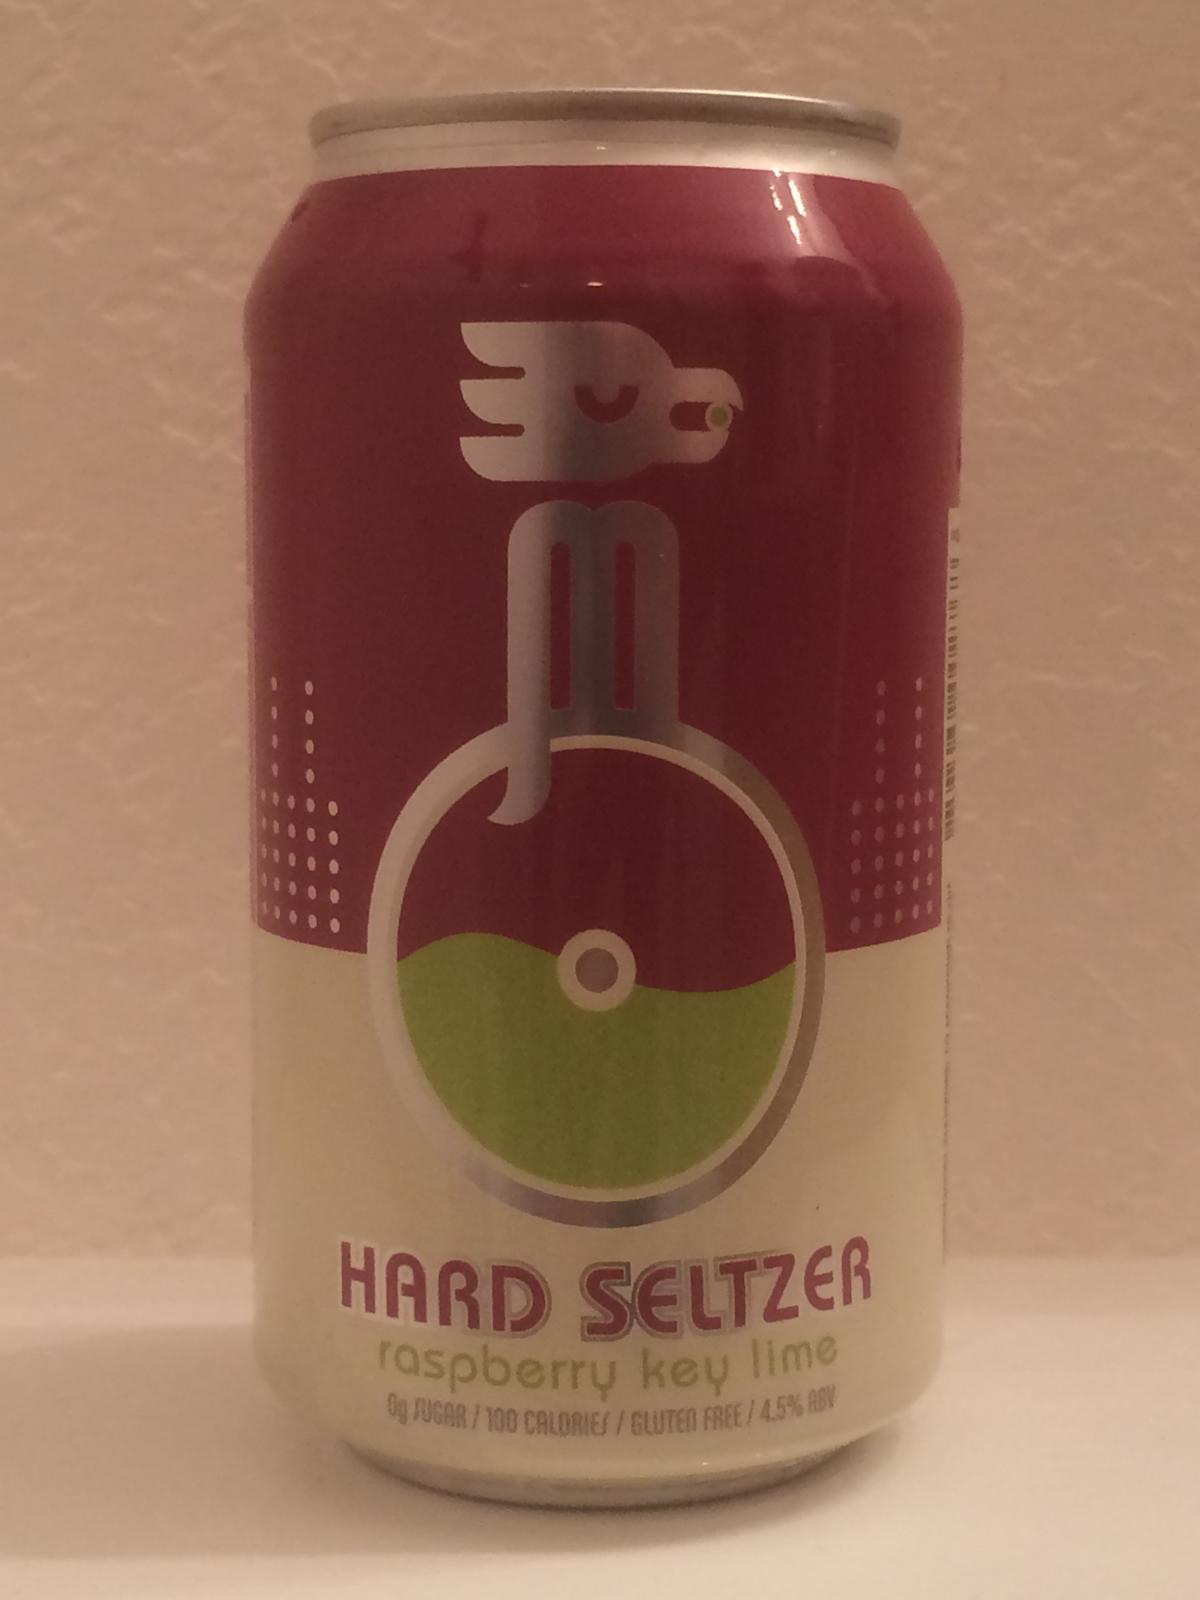 HARD SELTZER
raspberry key lime
0g SUGAR / 100 CALORIES / GLUTEN FREE / 4.5% ABV